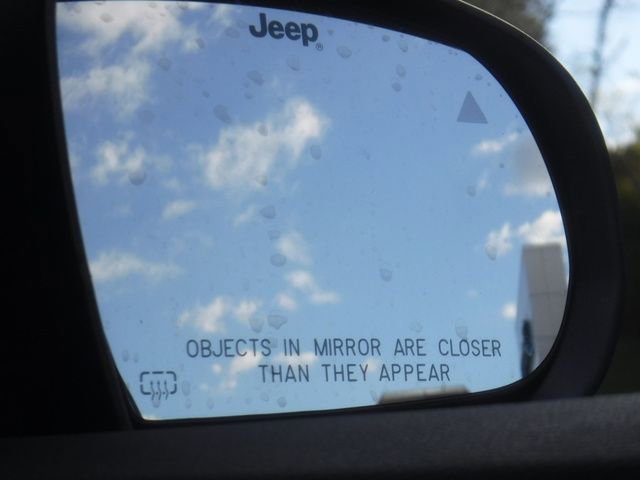 Jeep®
OBJECTS IN MIRROR ARE CLOSER
THAN THEY APPEAR